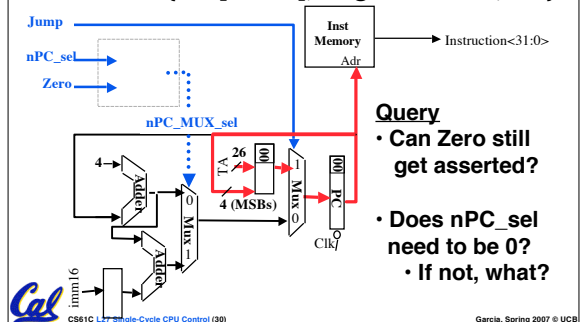 Jump
nPC_sel
Zero
nPC_MUX_sel
Inst
Memory
Adr
Instruction<31:0>
Query
• Can Zero still
get asserted?
• Does nPC_sel
need to be 0?
• If not, what?
4
Adder
Adder
imm16
0
Mux
1
TA
26
4 (MSBs)
00
1
Mux
0
00
PC
Clk
Cal
CS61C L27 Single-Cycle CPU Control (30)
Garcia, Spring 2007 © UCB